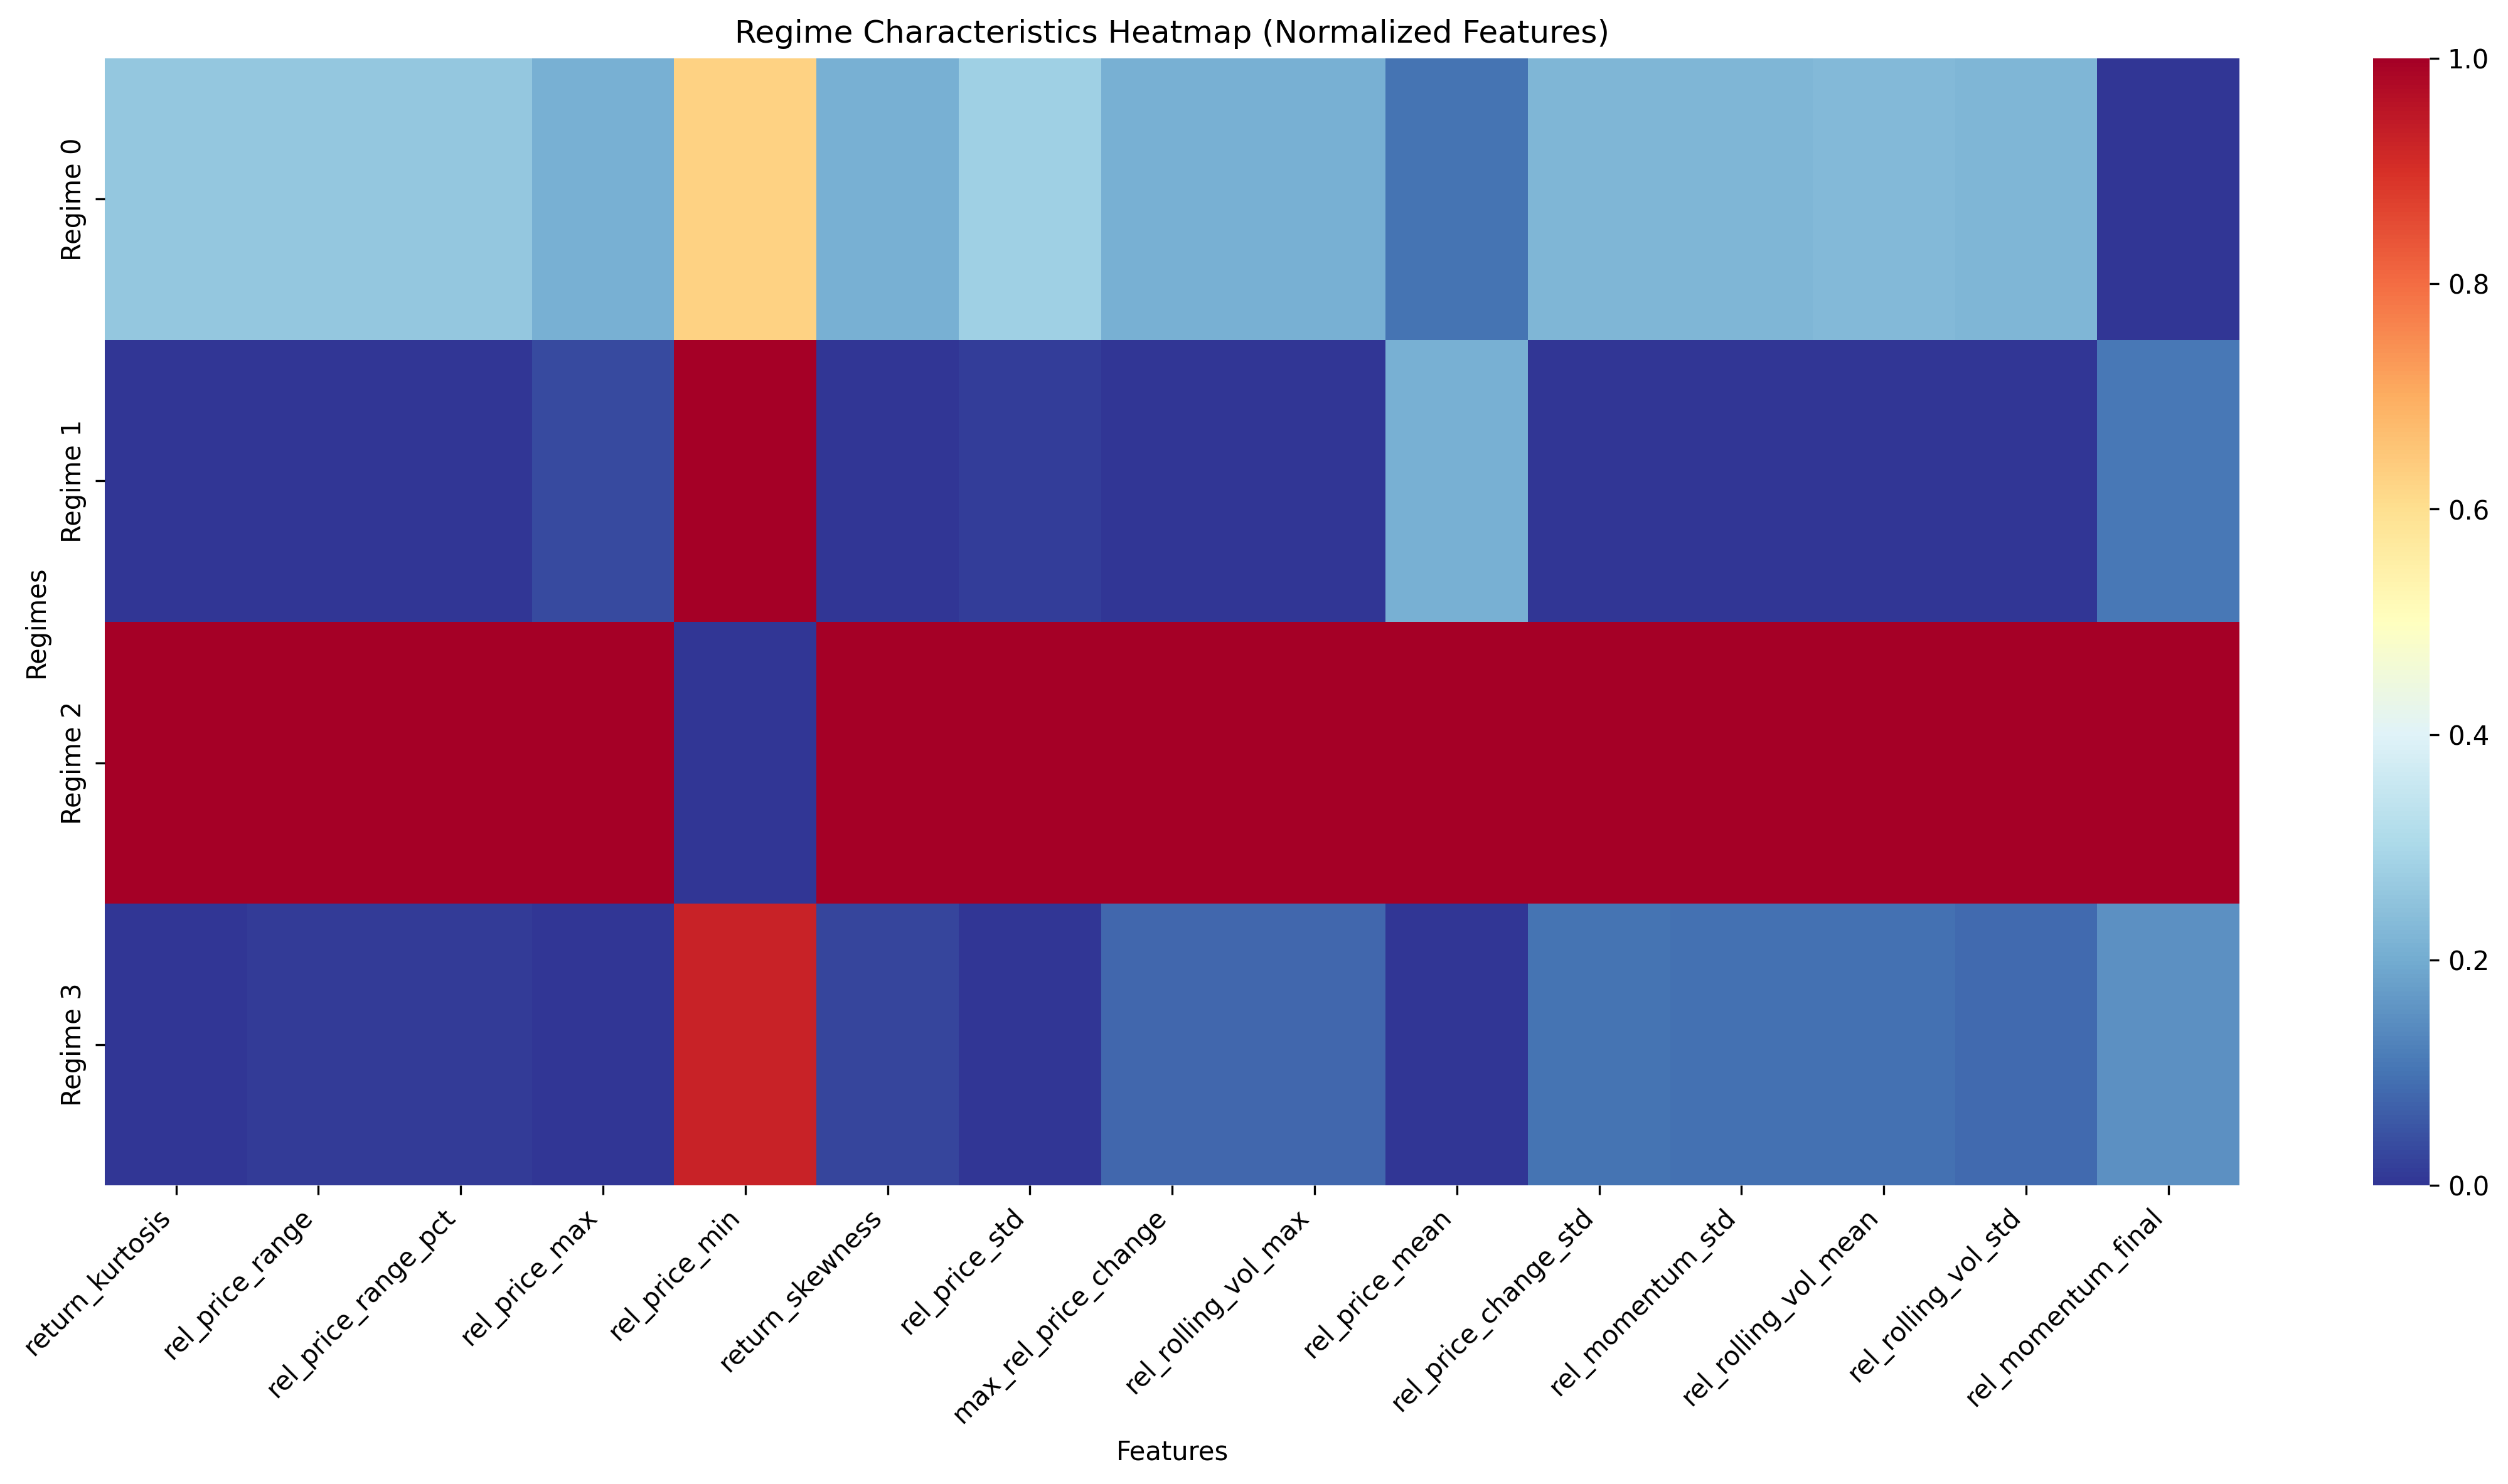 Regime Characteristics Heatmap (Normalized Features)
Regimes
Regime 0
Regime 1
Regime 2
Regime 3
return_kurtosis
rel_price_range
rel_price_range_pct
rel_price_max
rel_price_min
return_skewness
rel_price_std
max_rel_price_change
rel_rolling_vol_max
rel_price_mean
rel_price_change_std
rel_momentum_std
rel_rolling_vol_mean
rel_rolling_vol_std
rel_momentum_final
Features
1.0
0.8
0.6
0.4
0.2
0.0